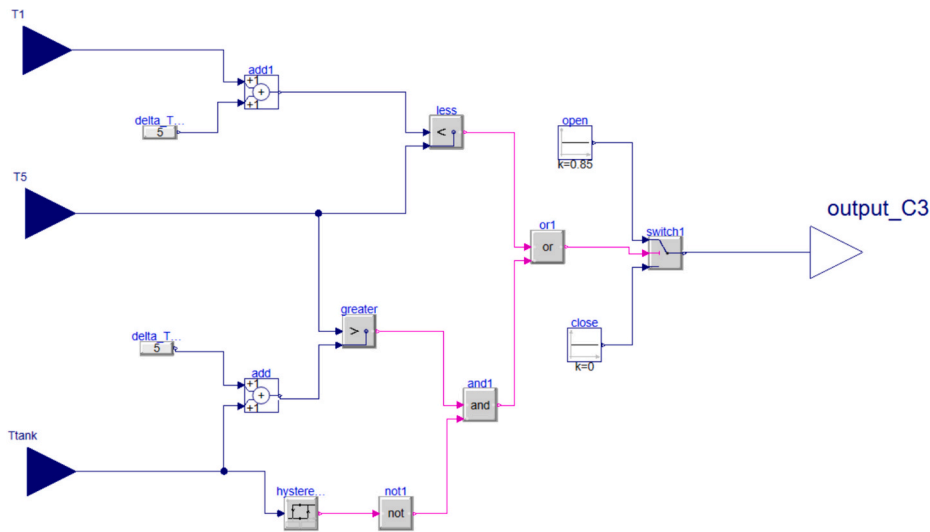 T1
+1
add1
+
+1
delta_T...
5
less
<
open
k=0.85
T5
output_C3
or1
or
switch1
greater
>
close
k=0
delta_T...
5
add
+1
+
+1
and1
and
Ttank
hystere...
not1
not